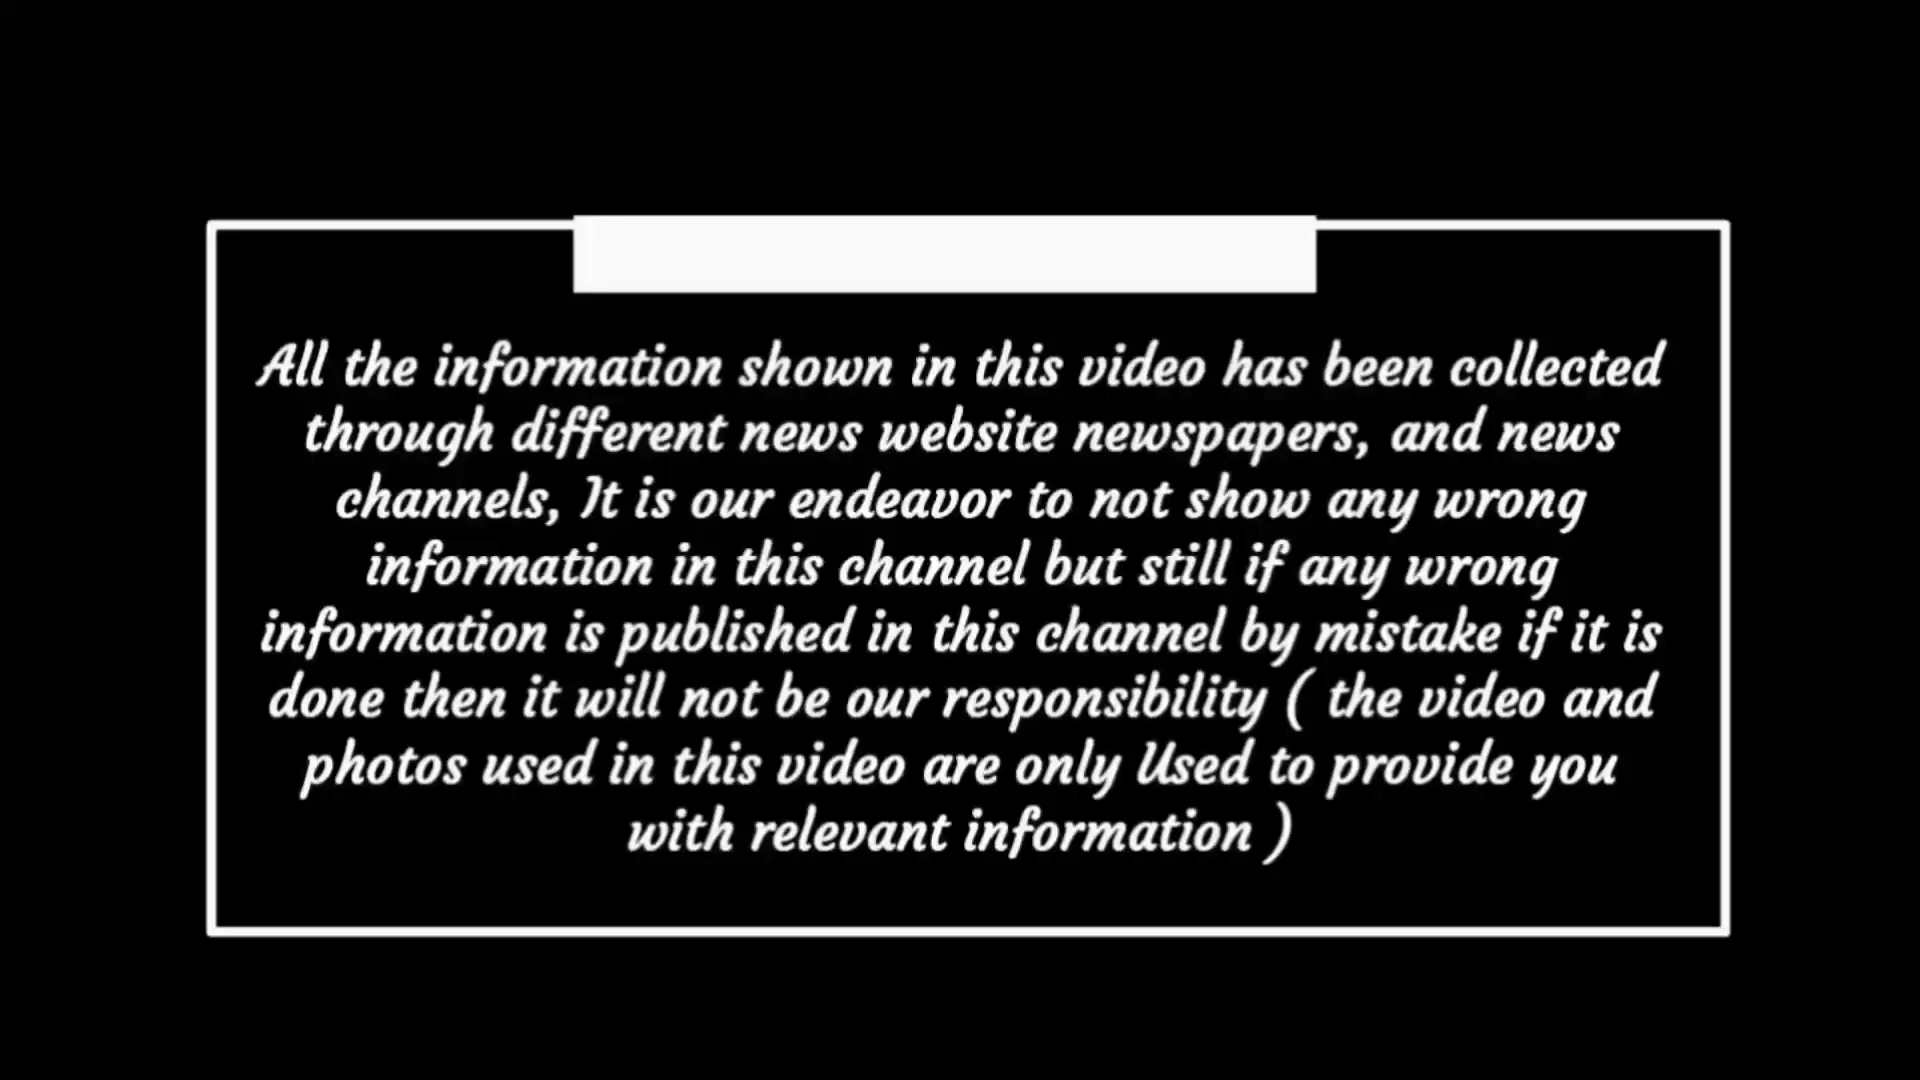 All the information shown in this video has been collected
through different news website newspapers, and news
channels, It is our endeavor to not show any wrong
information in this channel but still if any wrong
information is published in this channel by mistake if it is
done then it will not be our responsibility ( the video and
photos used in this video are only Used to provide you
with relevant information )